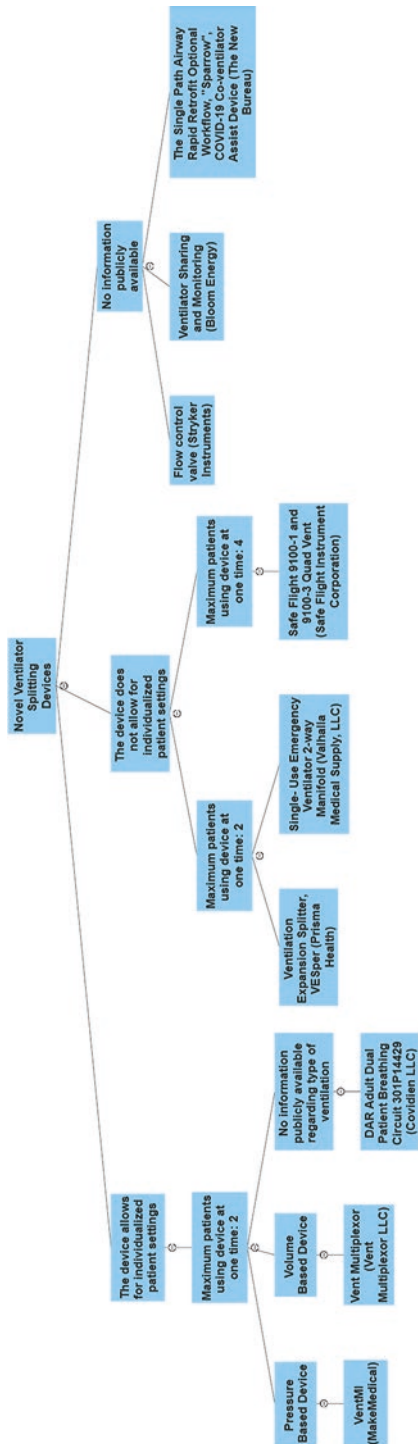 Novel Ventilator
Splitting
Devices
The device allows
for individualized
patient settings
The device does
not allow for
individualized
patient settings
No information
publicly
available
Maximum patients
using device at
one time: 2
Maximum patients
using device at
one time: 2
Maximum patients
using device at
one time: 4
Flow control
valve (Stryker
Instruments)
Ventilator Sharing
and Monitoring
(Bloom Energy)
The Single Path Airway
Rapid Retrofit Optional
Workflow, "Sparrow",
COVID-19 Co-ventilator
Assist Device (The New
Bureau)
Pressure
Based Device
Volume
Based Device
No information
publicly available
regarding type of
ventilation
Ventilation
Expansion Splitter,
VESper (Prisma
Health)
Single- Use Emergency
Ventilator 2-way
Manifold (Valhalla
Medical Supply, LLC)
Safe Flight 9100-1 and
9100-3 Quad Vent
(Safe Flight Instrument
Corporation)
VentMI
(MakeMedical)
Vent Multiplexor
(Vent
Multiplexor LLC)
DAR Adult Dual
Patient Breathing
Circuit 301P14429
(Covidien LLC)